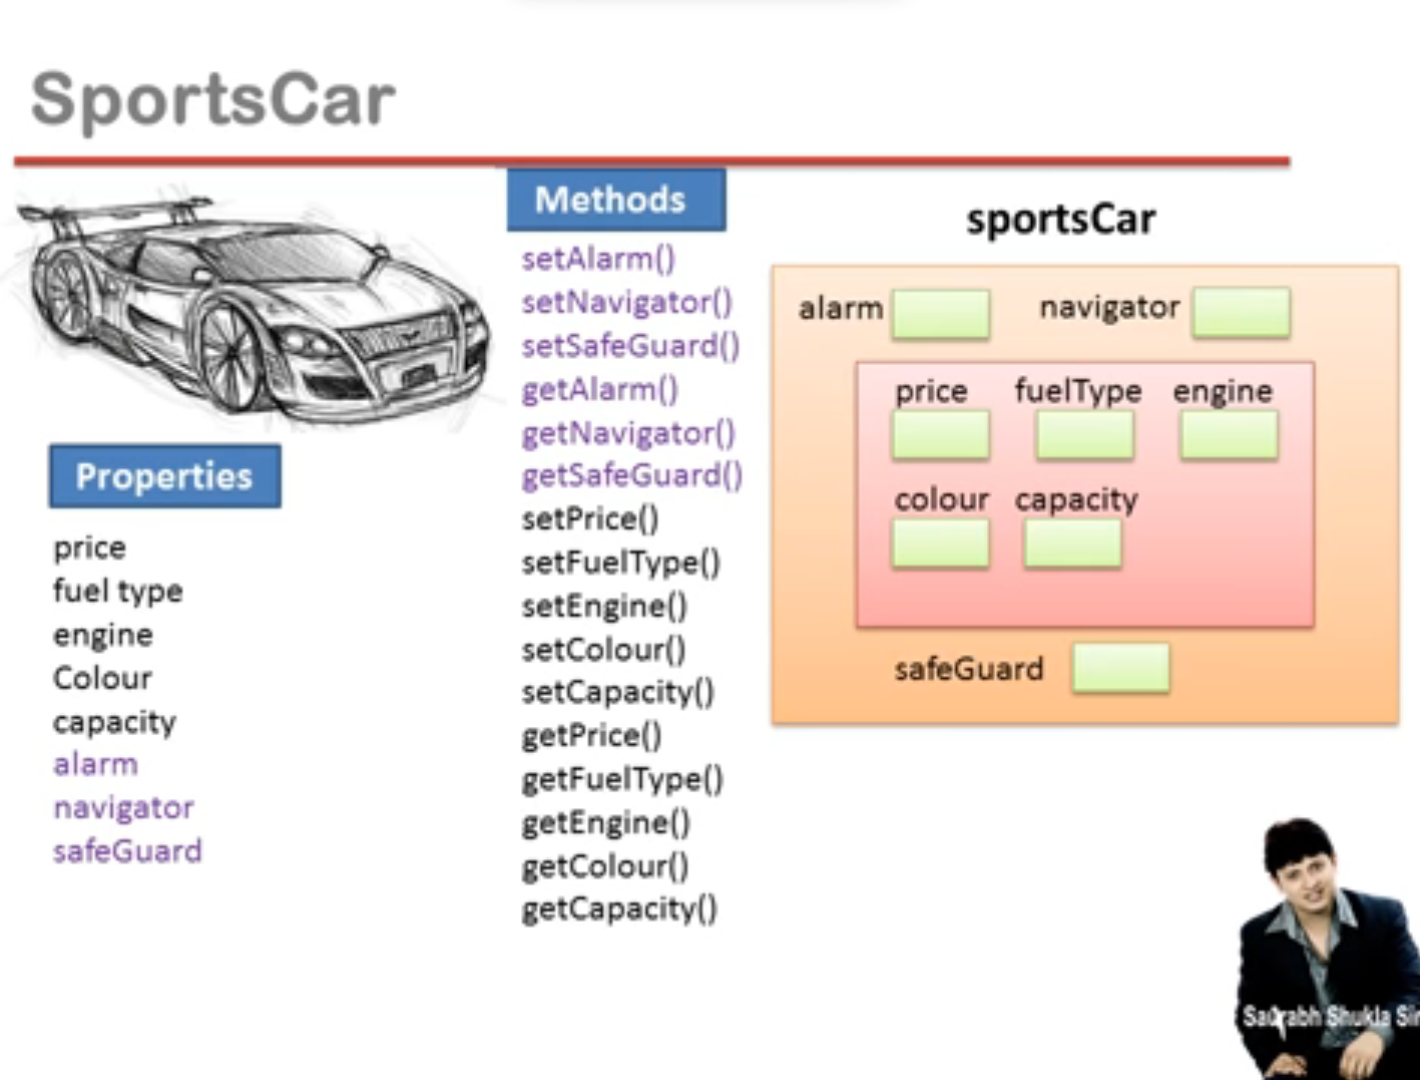 SportsCar
Methods
setAlarm()
setNavigator()
setSafeGuard()
getAlarm()
getNavigator()
getSafeGuard()
setPrice()
setFuelType()
setEngine()
setColour()
setCapacity()
getPrice()
getFuelType()
getEngine()
getColour()
getCapacity()
Properties
price
fuel type
engine
Colour
capacity
alarm
navigator
safeGuard
sportsCar
alarm navigator
price fuelType engine
colour capacity
safeGuard
Saurabh Shukla Sir